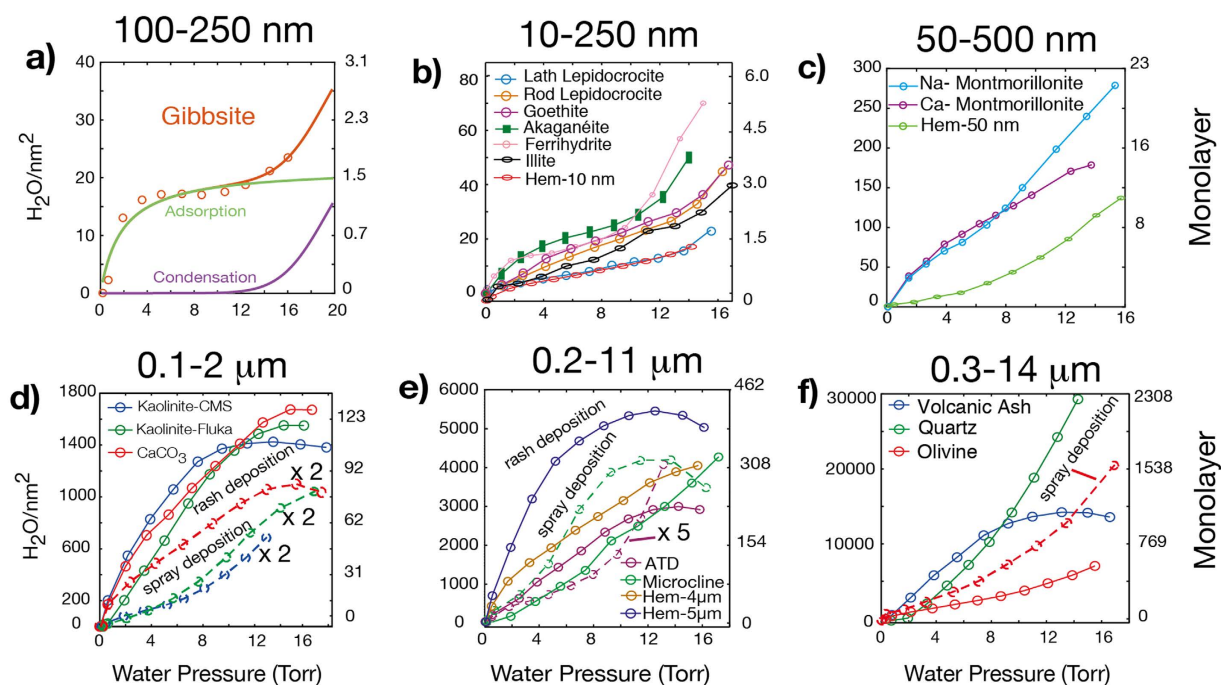 100-250 nm
10-250 nm
50-500 nm
a)
40
35
30
25
20
15
10
5
0
H2O/nm²
Gibbsite
Adsorption
Condensation
3.1
2.3
1.5
0.7
0
0 4 8 12 16 20
b)
80
60
40
20
0
Lath Lepidocrocite
Rod Lepidocrocite
Goethite
Akaganéite
Ferrihydrite
Illite
Hem-10 nm
6.0
4.5
3.0
1.5
0
0 4 8 12 16
c)
300
250
200
150
100
50
0
Na- Montmorillonite
Ca- Montmorillonite
Hem-50 nm
23
16
8
0 4 8 12 16
Monolayer
0.1-2 μm
0.2-11 μm
0.3-14 μm
d)
1800
1400
1000
600
200
0
H2O/nm²
Kaolinite-CMS
Kaolinite-Fluka
CaCO3
rash deposition
spray deposition
x 2
x 2
x 2
123
92
62
31
0
0 4 8 12 16
Water Pressure (Torr)
e)
6000
5000
4000
3000
2000
1000
0
rash deposition
spray deposition
x 5
ATD
Microcline
Hem-4μm
Hem-5μm
462
308
154
0
0 4 8 12 16
Water Pressure (Torr)
f)
30000
20000
10000
0
Volcanic Ash
Quartz
Olivine
spray deposition
2308
1538
769
0
0 4 8 12 16
Water Pressure (Torr)
Monolayer